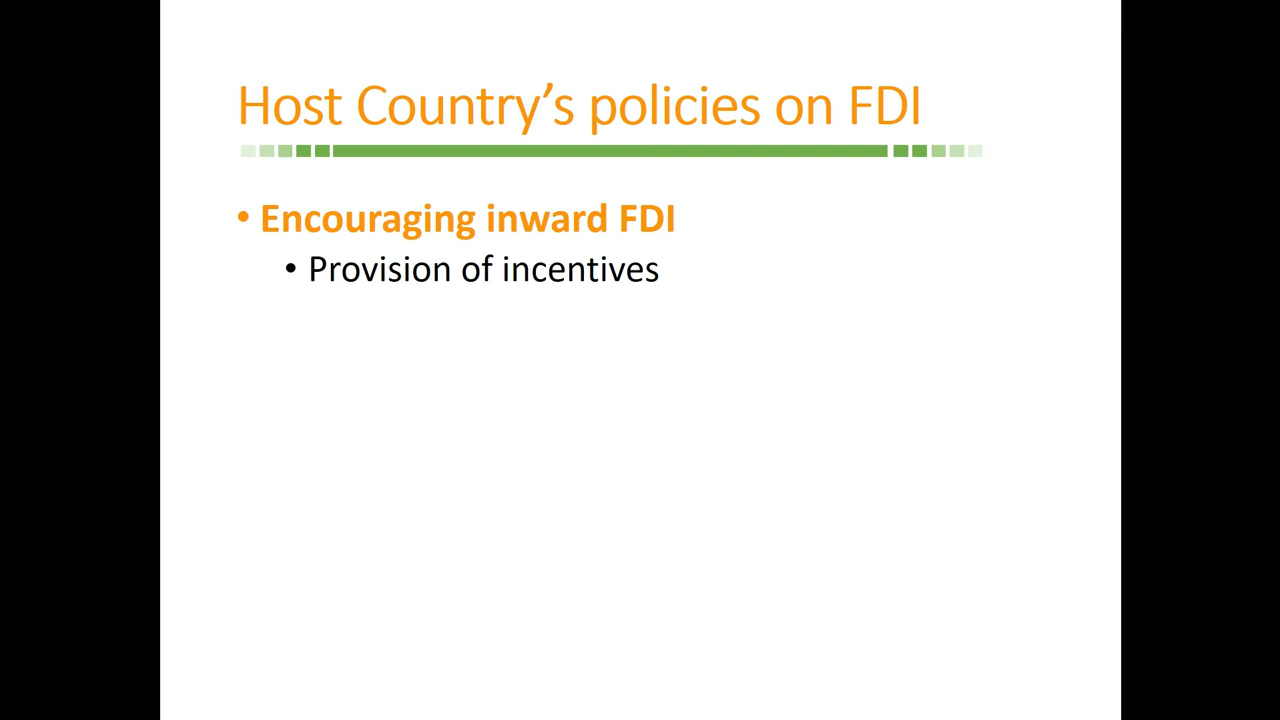 Host Country’s policies on FDI
• Encouraging inward FDI
• Provision of incentives